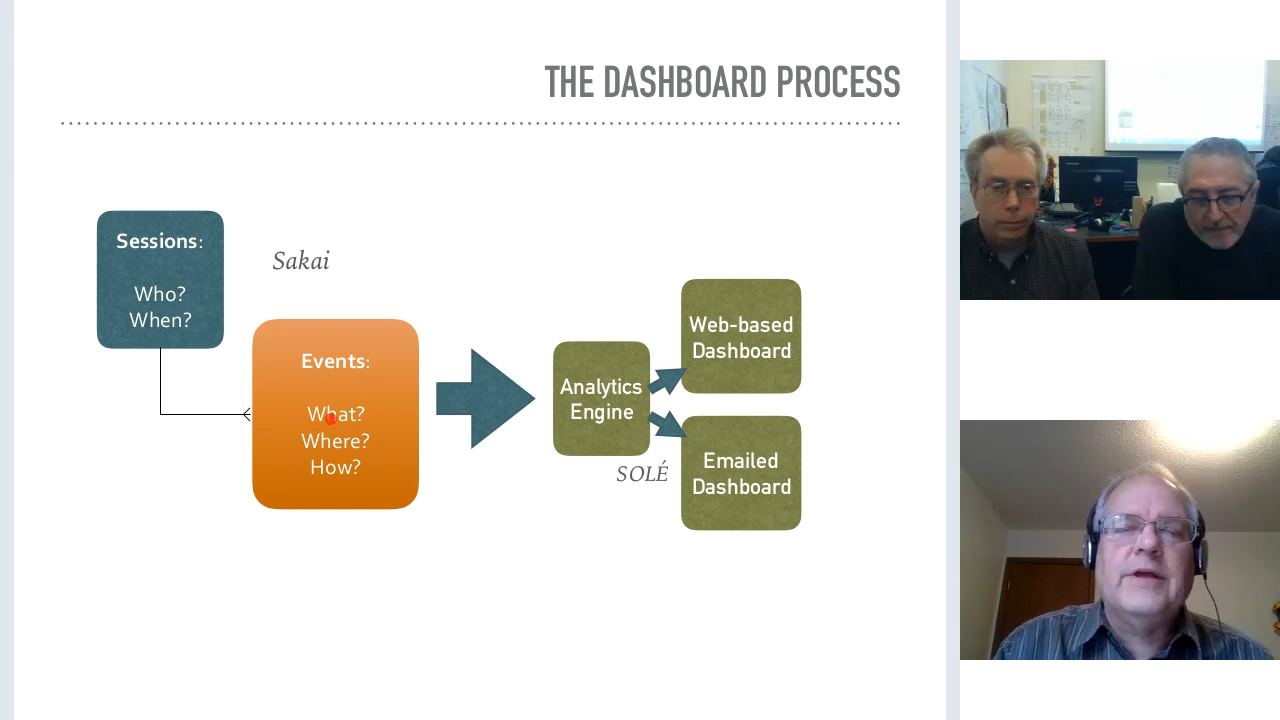 THE DASHBOARD PROCESS
Sessions:
Who?
When?
Sakai
Events:
What?
Where?
How?
Analytics
Engine
SOLÉ
Web-based
Dashboard
Emailed
Dashboard